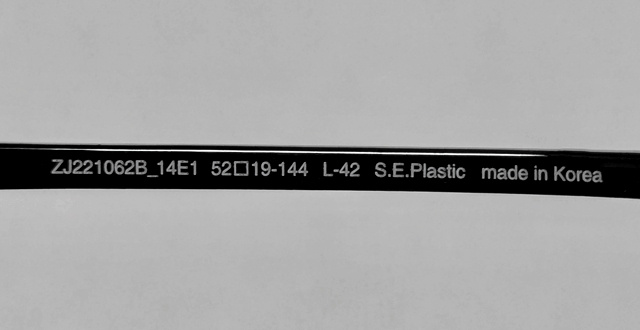 ZJ221062B_14E1 52□19-144 L-42 S.E.Plastic made in Korea